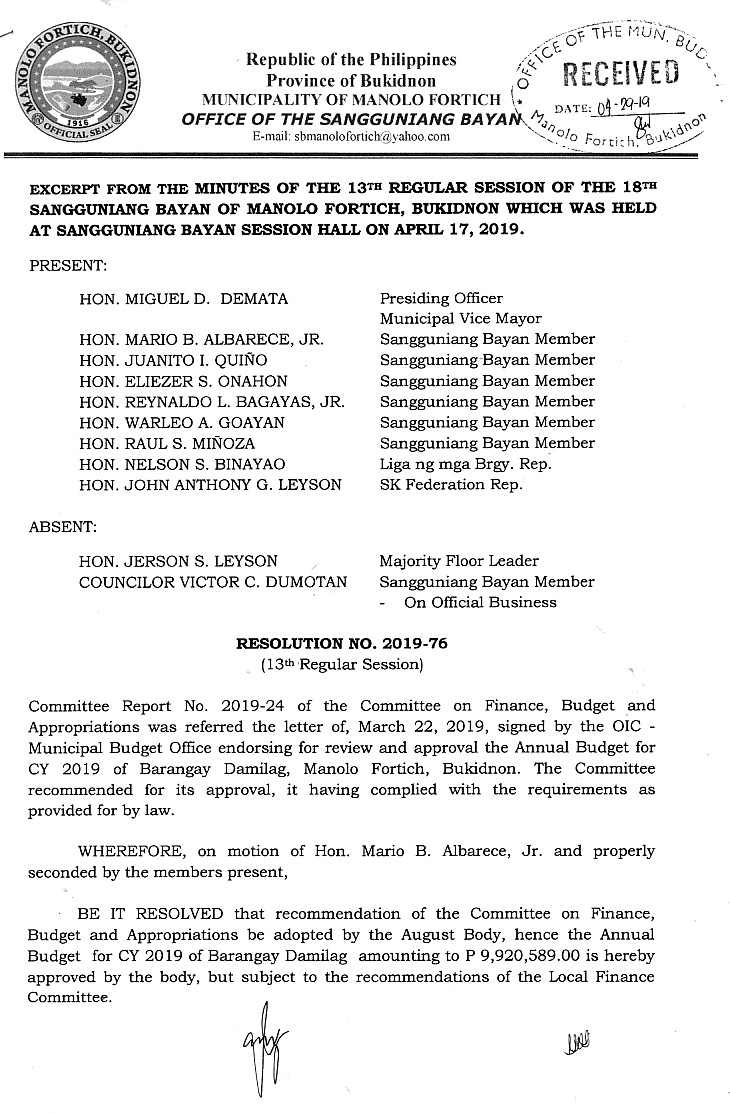 MANOLO FORTICH, BUKIDNON
1916
OFFICIAL SEAL
Republic of the Philippines
Province of Bukidnon
MUNICIPALITY OF MANOLO FORTICH
OFFICE OF THE SANGGUNIANG BAYAN
E-mail: sbmanolofortich@yahoo.com
OFFICE OF THE MUN. BUD
RECEIVED
DATE: 04-29-19
Manolo Fortich, Bukidnon
EXCERPT FROM THE MINUTES OF THE 13TH REGULAR SESSION OF THE 18TH
SANGGUNIANG BAYAN OF MANOLO FORTICH, BUKIDNON WHICH WAS HELD
AT SANGGUNIANG BAYAN SESSION HALL ON APRIL 17, 2019.
PRESENT:
HON. MIGUEL D. DEMATA Presiding Officer
Municipal Vice Mayor
HON. MARIO B. ALBARECE, JR. Sangguniang Bayan Member
HON. JUANITO I. QUIÑO Sangguniang Bayan Member
HON. ELIEZER S. ONAHON Sangguniang Bayan Member
HON. REYNALDO L. BAGAYAS, JR. Sangguniang Bayan Member
HON. WARLEO A. GOAYAN Sangguniang Bayan Member
HON. RAUL S. MIÑOZA Sangguniang Bayan Member
HON. NELSON S. BINAYAO Liga ng mga Brgy. Rep.
HON. JOHN ANTHONY G. LEYSON SK Federation Rep.
ABSENT:
HON. JERSON S. LEYSON Majority Floor Leader
COUNCILOR VICTOR C. DUMOTAN Sangguniang Bayan Member
- On Official Business
RESOLUTION NO. 2019-76
(13th Regular Session)
Committee Report No. 2019-24 of the Committee on Finance, Budget and
Appropriations was referred the letter of, March 22, 2019, signed by the OIC -
Municipal Budget Office endorsing for review and approval the Annual Budget for
CY 2019 of Barangay Damilag, Manolo Fortich, Bukidnon. The Committee
recommended for its approval, it having complied with the requirements as
provided for by law.
WHEREFORE, on motion of Hon. Mario B. Albarece, Jr. and properly
seconded by the members present,
BE IT RESOLVED that recommendation of the Committee on Finance,
Budget and Appropriations be adopted by the August Body, hence the Annual
Budget for CY 2019 of Barangay Damilag amounting to P 9,920,589.00 is hereby
approved by the body, but subject to the recommendations of the Local Finance
Committee.